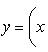 y = (x